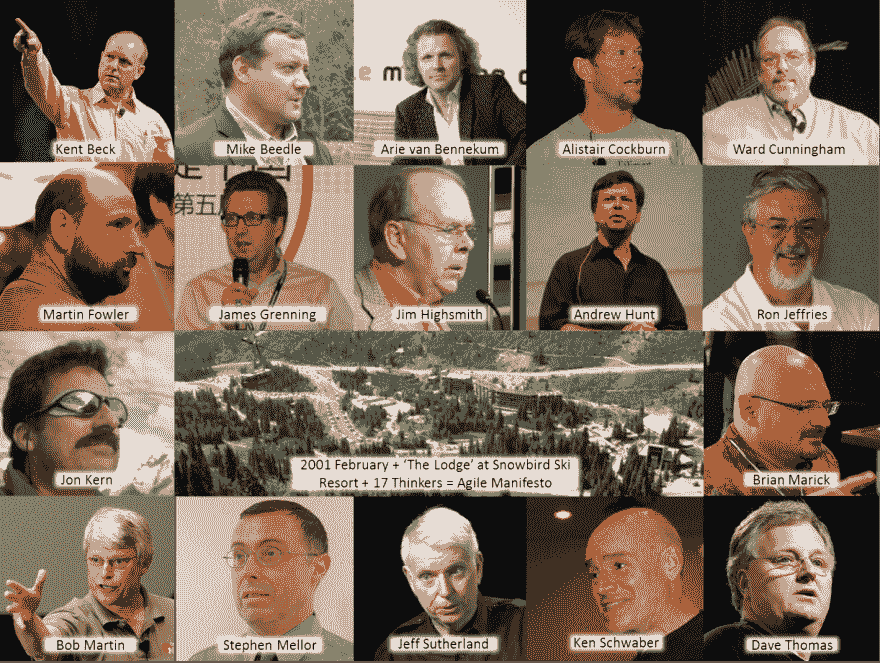 Kent Beck
Mike Beedle
Arie van Bennekum
Alistair Cockburn
Ward Cunningham
第五
Martin Fowler
James Grenning
Jim Highsmith
Andrew Hunt
Ron Jeffries
Jon Kern
2001 February + ‘The Lodge’ at Snowbird Ski
Resort + 17 Thinkers = Agile Manifesto
Brian Marick
Bob Martin
Stephen Mellor
Jeff Sutherland
Ken Schwaber
Dave Thomas